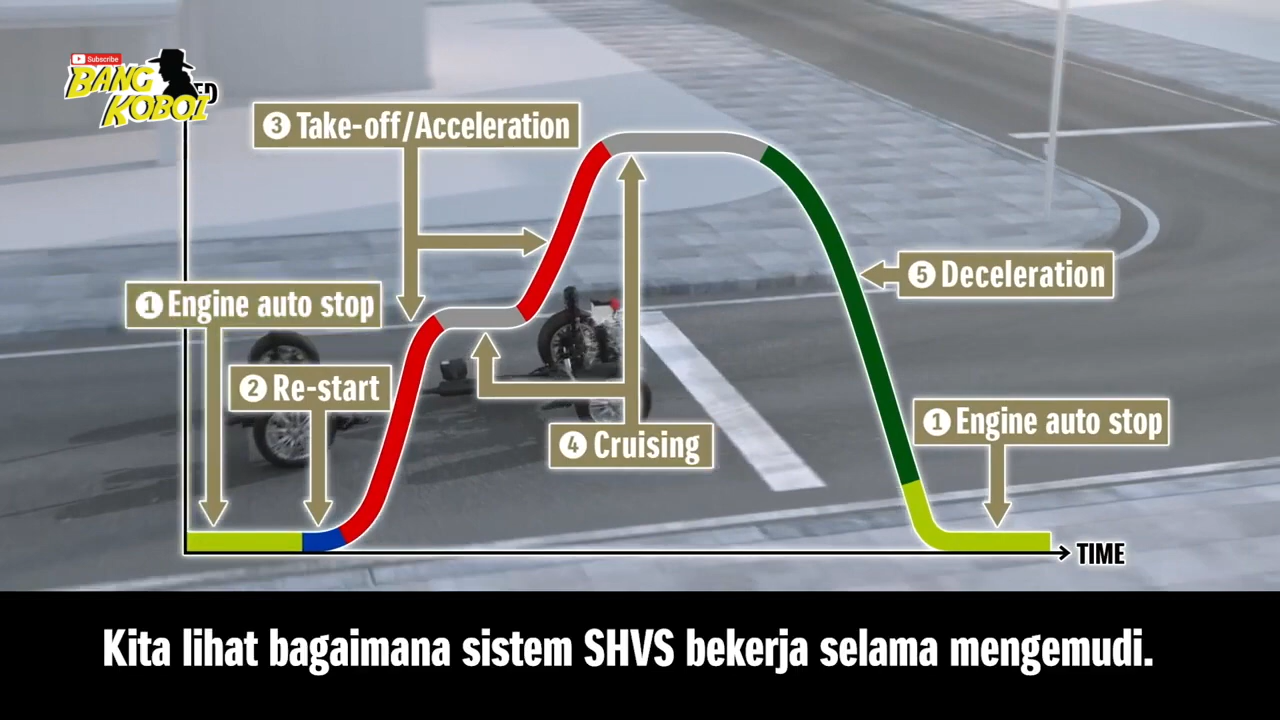 Subscribe
BANG
KOBOI
ED
3 Take-off/Acceleration
1 Engine auto stop
2 Re-start
4 Cruising
5 Deceleration
1 Engine auto stop
TIME
Kita lihat bagaimana sistem SHVS bekerja selama mengemudi.